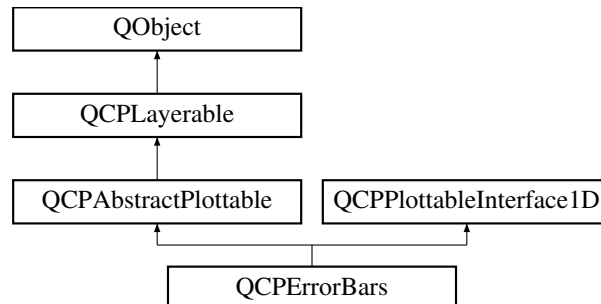 QObject
QCPLayerable
QCPAbstractPlottable
QCPPlottableInterface1D
QCPErrorBars